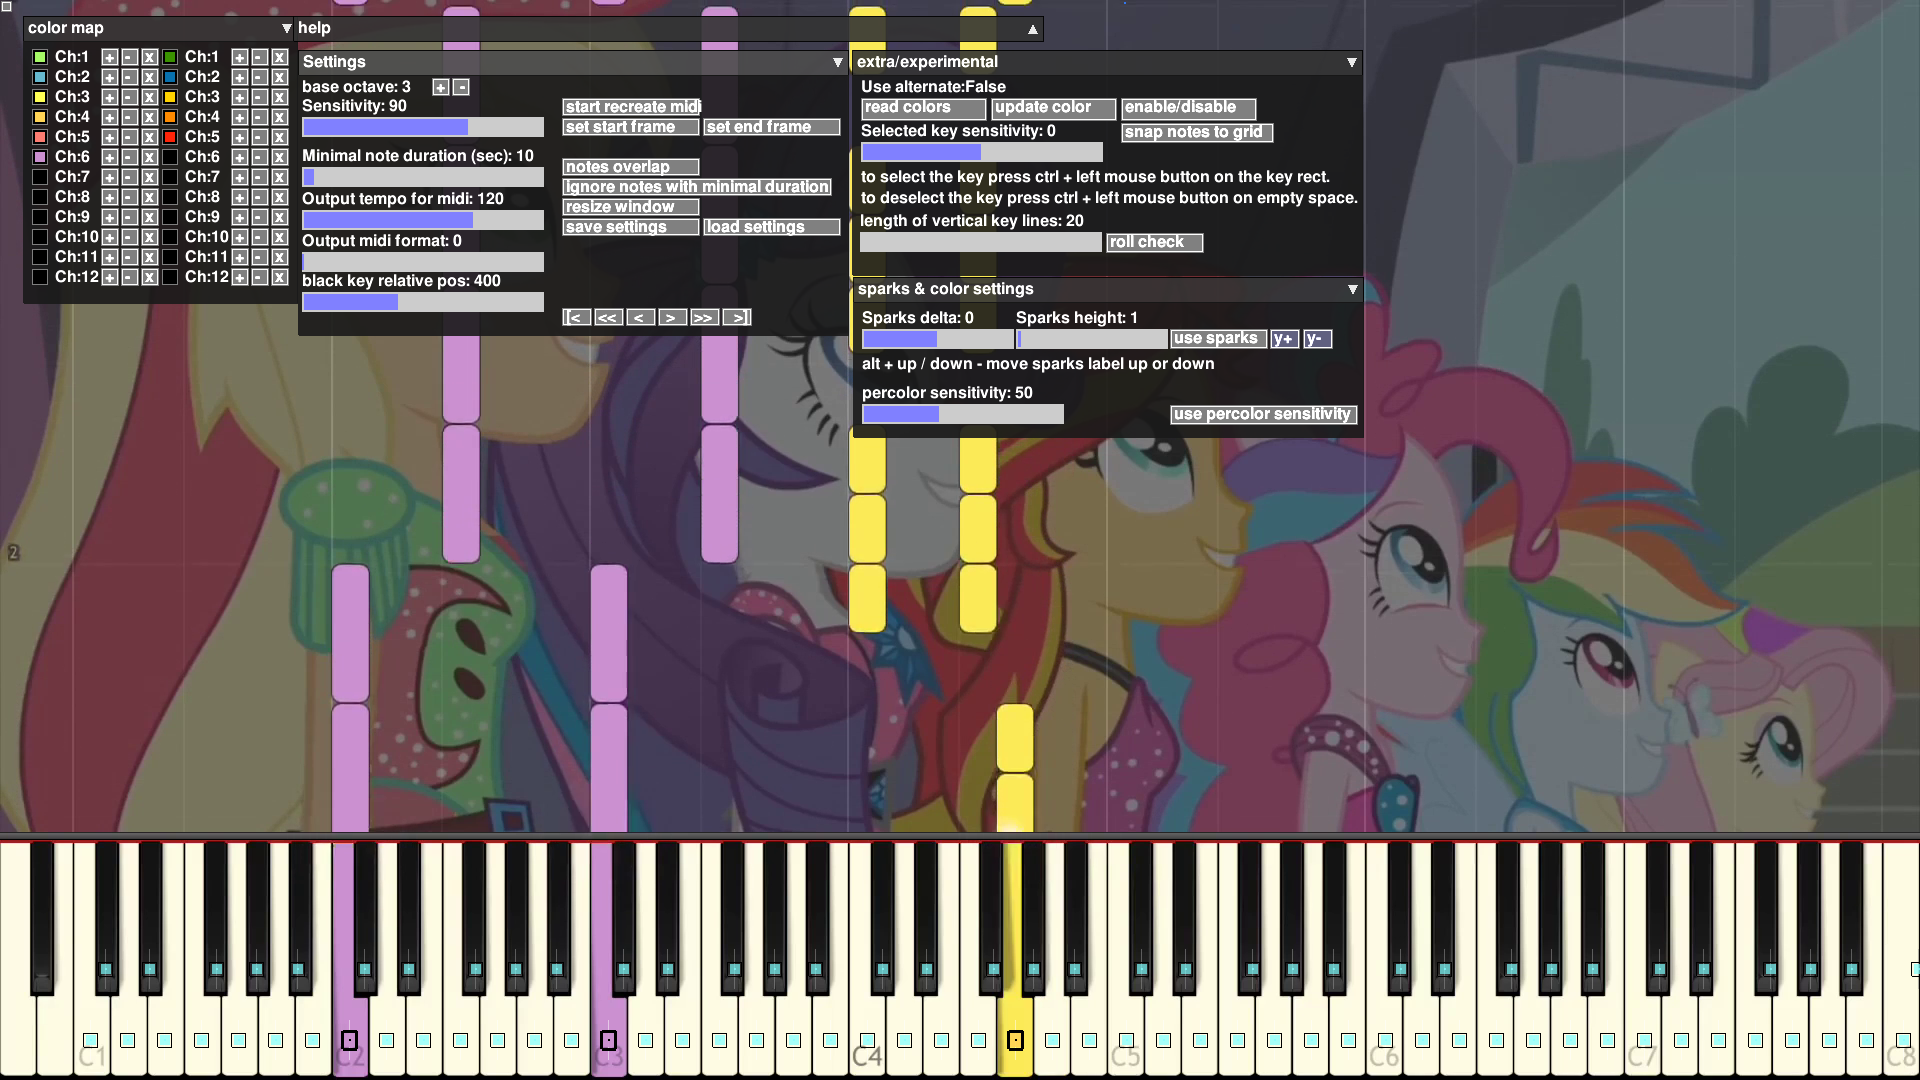 color map
Ch:1 + - x Ch:1 + - x
Ch:2 + - x Ch:2 + - x
Ch:3 + - x Ch:3 + - x
Ch:4 + - x Ch:4 + - x
Ch:5 + - x Ch:5 + - x
Ch:6 + - x Ch:6 + - x
Ch:7 + - x Ch:7 + - x
Ch:8 + - x Ch:8 + - x
Ch:9 + - x Ch:9 + - x
Ch:10 + - x Ch:10 + - x
Ch:11 + - x Ch:11 + - x
Ch:12 + - x Ch:12 + - x
help
Settings
base octave: 3 + -
Sensitivity: 90
Minimal note duration (sec): 10
Output tempo for midi: 120
Output midi format: 0
black key relative pos: 400
start recreate midi
set start frame set end frame
notes overlap
ignore notes with minimal duration
resize window
save settings load settings
[< << < > >> >]
extra/experimental
Use alternate:False
read colors update color enable/disable
Selected key sensitivity: 0
snap notes to grid
to select the key press ctrl + left mouse button on the key rect.
to deselect the key press ctrl + left mouse button on empty space.
length of vertical key lines: 20
roll check
sparks & color settings
Sparks delta: 0 Sparks height: 1
use sparks y+ y-
alt + up / down - move sparks label up or down
percolor sensitivity: 50
use percolor sensitivity
2
C1 C2 C3 C4 C5 C6 C7 C8